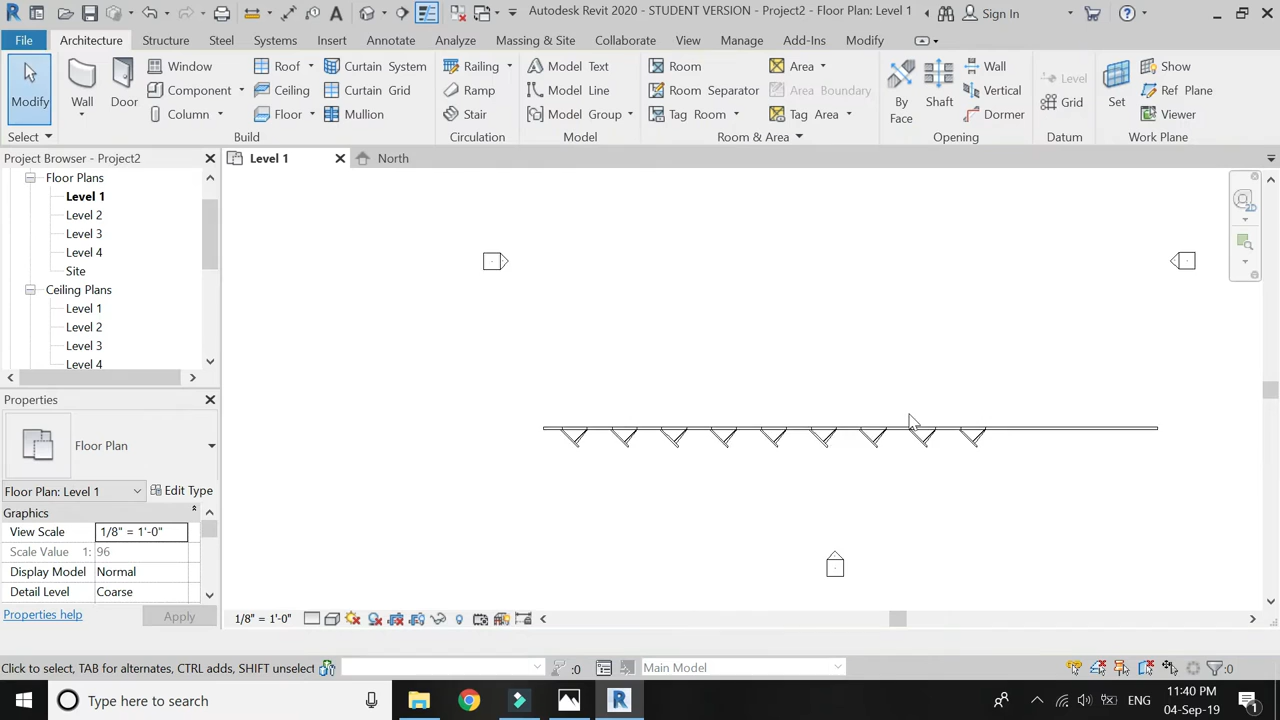 Autodesk Revit 2020 - STUDENT VERSION - Project2 - Floor Plan: Level 1
Sign In
File Architecture Structure Steel Systems Insert Annotate Analyze Massing & Site Collaborate View Manage Add-Ins Modify
Window Roof Curtain System Railing Model Text Room Area Wall Level Show
Component Ceiling Curtain Grid Ramp Model Line Room Separator Area Boundary Vertical Grid Ref Plane
Modify Wall Door Column Floor Mullion Stair Model Group Tag Room Tag Area By Face Shaft Dormer Set Viewer
Select Build Circulation Model Room & Area Opening Datum Work Plane
Project Browser - Project2
Level 1
North
Floor Plans
Level 1
Level 2
Level 3
Level 4
Site
Ceiling Plans
Level 1
Level 2
Level 3
Level 4
Properties
Floor Plan
Floor Plan: Level 1 Edit Type
Graphics
View Scale 1/8" = 1'-0"
Scale Value 1: 96
Display Model Normal
Detail Level Coarse
Properties help Apply
1/8" = 1'-0"
Click to select, TAB for alternates, CTRL adds, SHIFT unselect :0 Main Model :0
Type here to search
ENG
11:40 PM
04-Sep-19
1